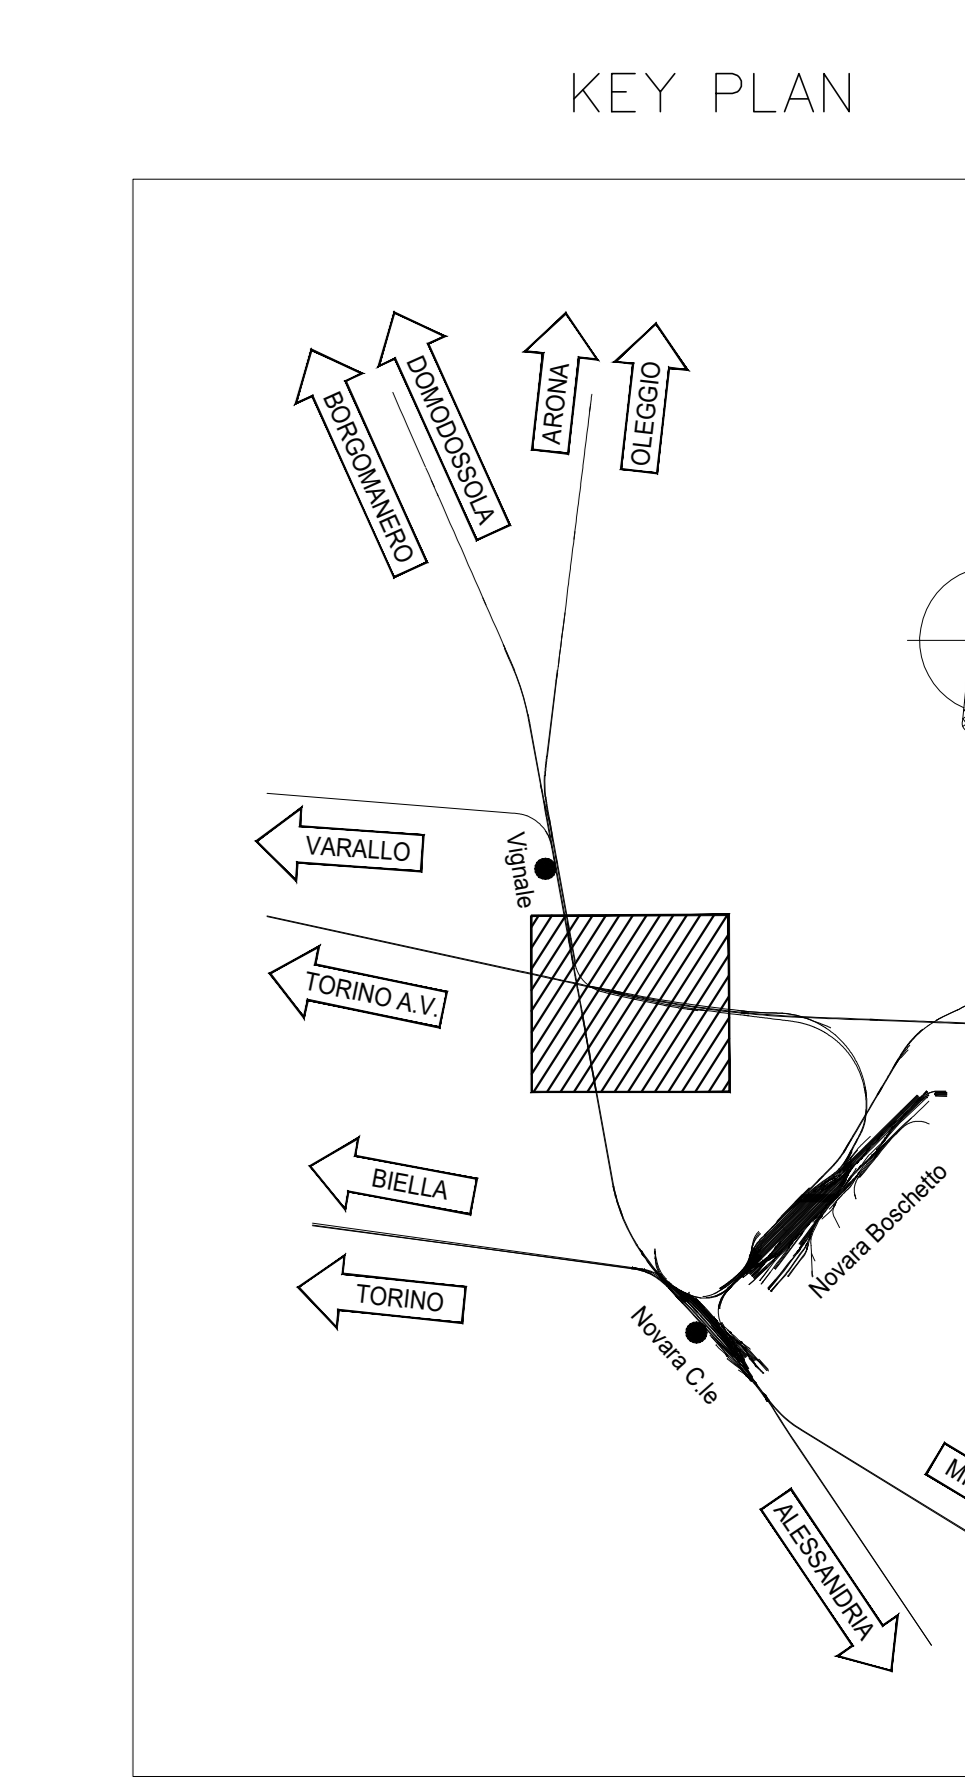 KEY PLAN
BORGOMANERO
DOMODOSSOLA
ARONA
OLEGGIO
VARALLO
Vignale
TORINO A.V.
BIELLA
TORINO
Novara Boschetto
Novara C.le
ALESSANDRIA